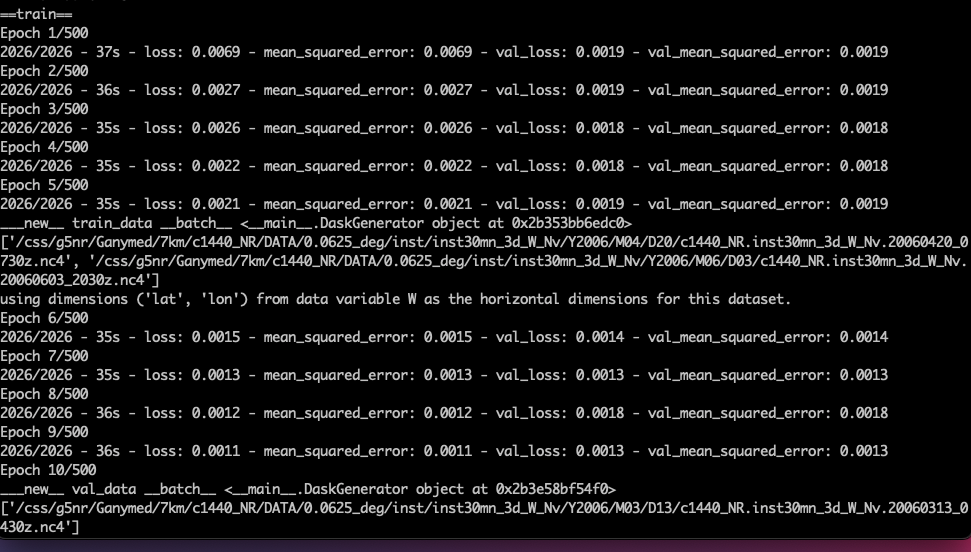 ==train==
Epoch 1/500
2026/2026 - 37s - loss: 0.0069 - mean_squared_error: 0.0069 - val_loss: 0.0019 - val_mean_squared_error: 0.0019
Epoch 2/500
2026/2026 - 36s - loss: 0.0027 - mean_squared_error: 0.0027 - val_loss: 0.0019 - val_mean_squared_error: 0.0019
Epoch 3/500
2026/2026 - 35s - loss: 0.0026 - mean_squared_error: 0.0026 - val_loss: 0.0018 - val_mean_squared_error: 0.0018
Epoch 4/500
2026/2026 - 35s - loss: 0.0022 - mean_squared_error: 0.0022 - val_loss: 0.0018 - val_mean_squared_error: 0.0018
Epoch 5/500
2026/2026 - 35s - loss: 0.0021 - mean_squared_error: 0.0021 - val_loss: 0.0019 - val_mean_squared_error: 0.0019
___new__ train_data __batch__ <__main__.DaskGenerator object at 0x2b353bb6edc0>
['/css/g5nr/Ganymed/7km/c1440_NR/DATA/0.0625_deg/inst/inst30mn_3d_W_Nv/Y2006/M04/D20/c1440_NR.inst30mn_3d_W_Nv.20060420_0
730z.nc4', '/css/g5nr/Ganymed/7km/c1440_NR/DATA/0.0625_deg/inst/inst30mn_3d_W_Nv/Y2006/M06/D03/c1440_NR.inst30mn_3d_W_Nv.
20060603_2030z.nc4']
using dimensions ('lat', 'lon') from data variable W as the horizontal dimensions for this dataset.
Epoch 6/500
2026/2026 - 35s - loss: 0.0015 - mean_squared_error: 0.0015 - val_loss: 0.0014 - val_mean_squared_error: 0.0014
Epoch 7/500
2026/2026 - 35s - loss: 0.0013 - mean_squared_error: 0.0013 - val_loss: 0.0013 - val_mean_squared_error: 0.0013
Epoch 8/500
2026/2026 - 36s - loss: 0.0012 - mean_squared_error: 0.0012 - val_loss: 0.0018 - val_mean_squared_error: 0.0018
Epoch 9/500
2026/2026 - 36s - loss: 0.0011 - mean_squared_error: 0.0011 - val_loss: 0.0013 - val_mean_squared_error: 0.0013
Epoch 10/500
___new__ val_data __batch__ <__main__.DaskGenerator object at 0x2b3e58bf54f0>
['/css/g5nr/Ganymed/7km/c1440_NR/DATA/0.0625_deg/inst/inst30mn_3d_W_Nv/Y2006/M03/D13/c1440_NR.inst30mn_3d_W_Nv.20060313_0
430z.nc4']